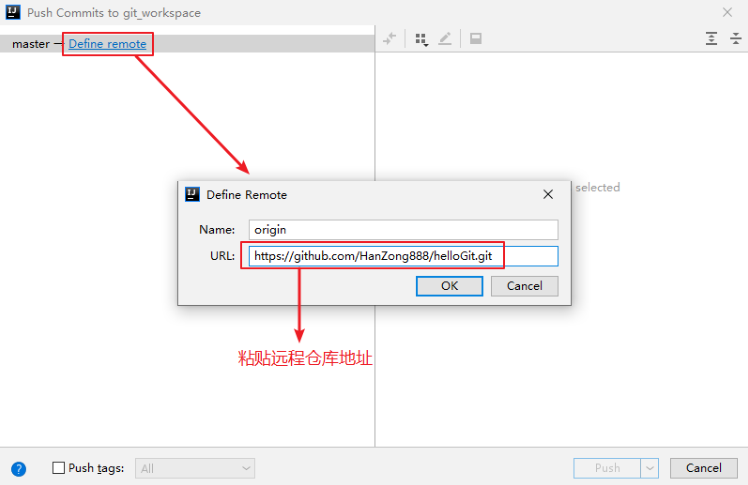 Push Commits to git_workspace
master — Define remote
selected
Define Remote
Name: origin
URL: https://github.com/HanZong888/helloGit.git
OK Cancel
粘贴远程仓库地址
? Push tags: All Push Cancel